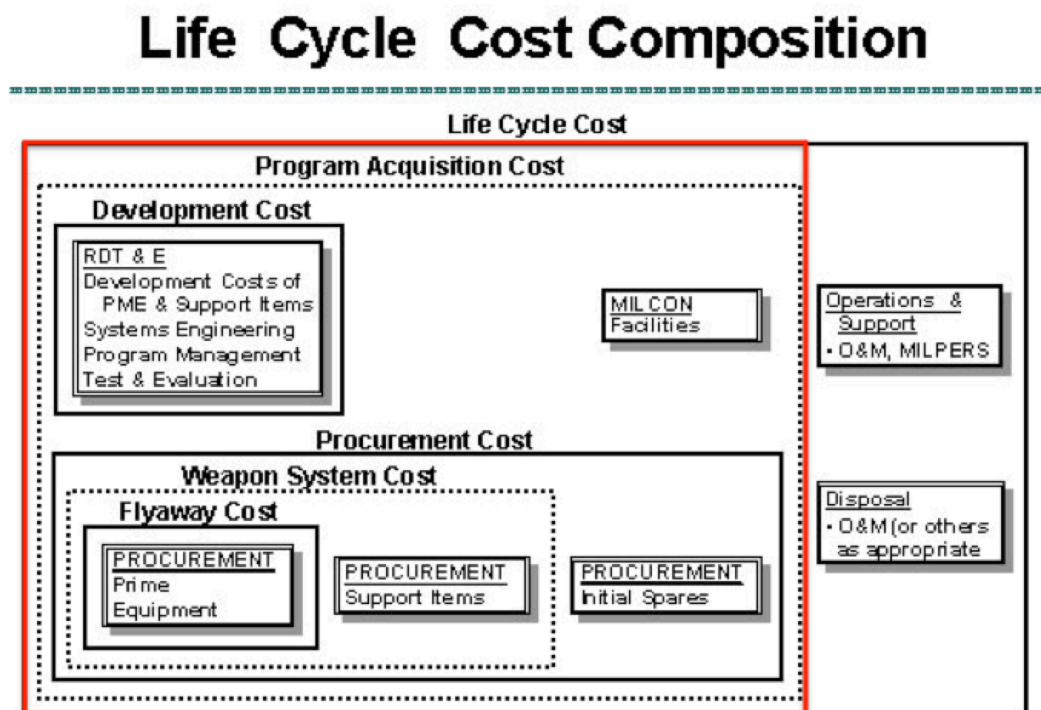 Life Cycle Cost Composition
Life Cycle Cost
Program Acquisition Cost
Development Cost
RDT & E
Development Costs of
PME & Support Items
Systems Engineering
Program Management
Test & Evaluation
MILCON
Facilities
Operations &
Support
• O&M, MILPERS
Procurement Cost
Weapon System Cost
Flyaway Cost
PROCUREMENT
Prime
Equipment
PROCUREMENT
Support Items
PROCUREMENT
Initial Spares
Disposal
• O&M (or others
as appropriate